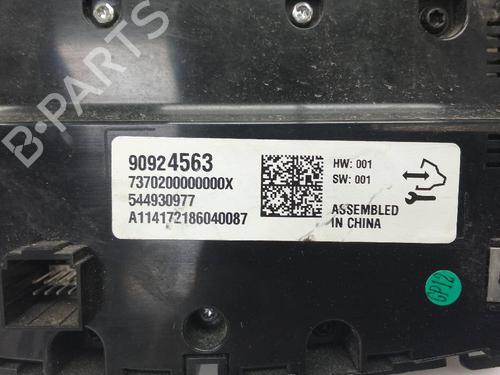 B-PARTS
90924563
7370200000000X
544930977
A114172186040087
HW: 001
SW: 001
ASSEMBLED
IN CHINA
GP12